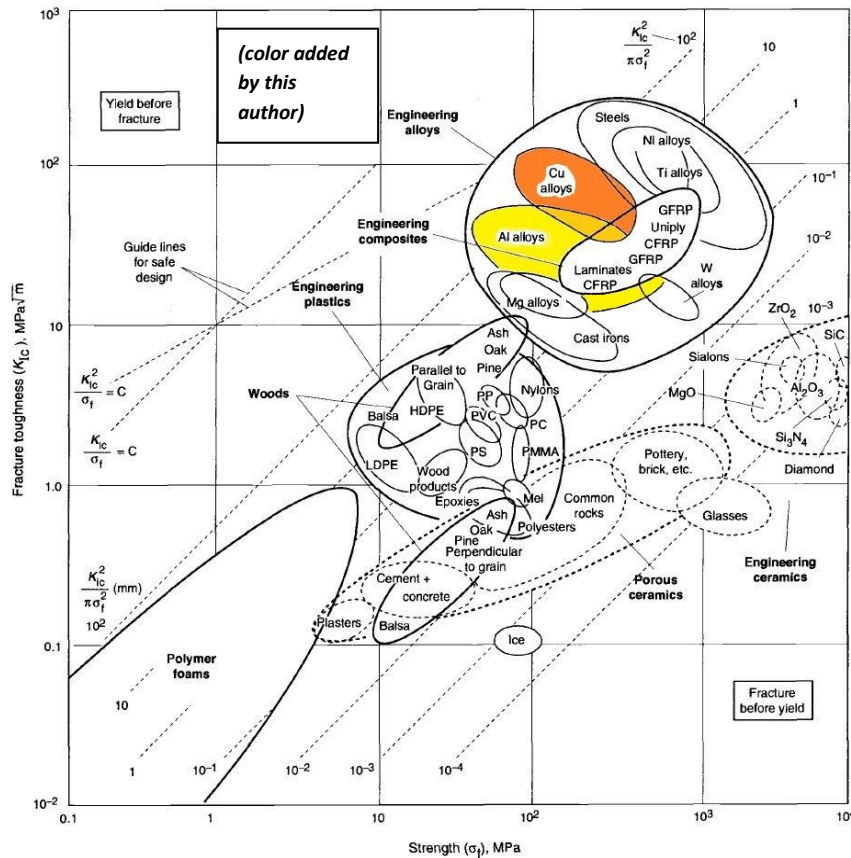 10³
(color added
by this
author)
K_Ic²
πσ_f²
10²
10
1
Yield before
fracture
Engineering
alloys
Steels
Ni alloys
Ti alloys
10²
Cu
alloys
10⁻¹
GFRP
Uniply
CFRP
GFRP
Engineering
composites
Al alloys
10⁻²
Guide lines
for safe
design
Laminates
CFRP
W
alloys
Engineering
plastics
Mg alloys
10⁻³
ZrO₂
SiC
10
Ash
Cast irons
Oak
Sialons
Pine
Parallel to
Grain
Woods
Nylons
Al₂O₃
MgO
K_Ic²
σ_f
= C
PP
HDPE
Balsa
PVC
PC
Si₃N₄
K_Ic
σ_f
= C
PS
PMMA
Pottery,
brick, etc.
Diamond
LDPE
Wood
products
1.0
Epoxies
Mel
Common
rocks
Ash
Glasses
Oak
Polyesters
Pine
Perpendicular
to grain
Engineering
ceramics
K_Ic²
πσ_f²
(mm)
10²
Cement +
concrete
Porous
ceramics
Plasters
Balsa
Ice
0.1
Polymer
foams
10
Fracture
before yield
1
10⁻¹
10⁻²
10⁻³
10⁻⁴
10⁻²
0.1
1
10
10²
10³
10⁴
Fracture toughness (K_Ic), MPa√m
Strength (σ_f), MPa